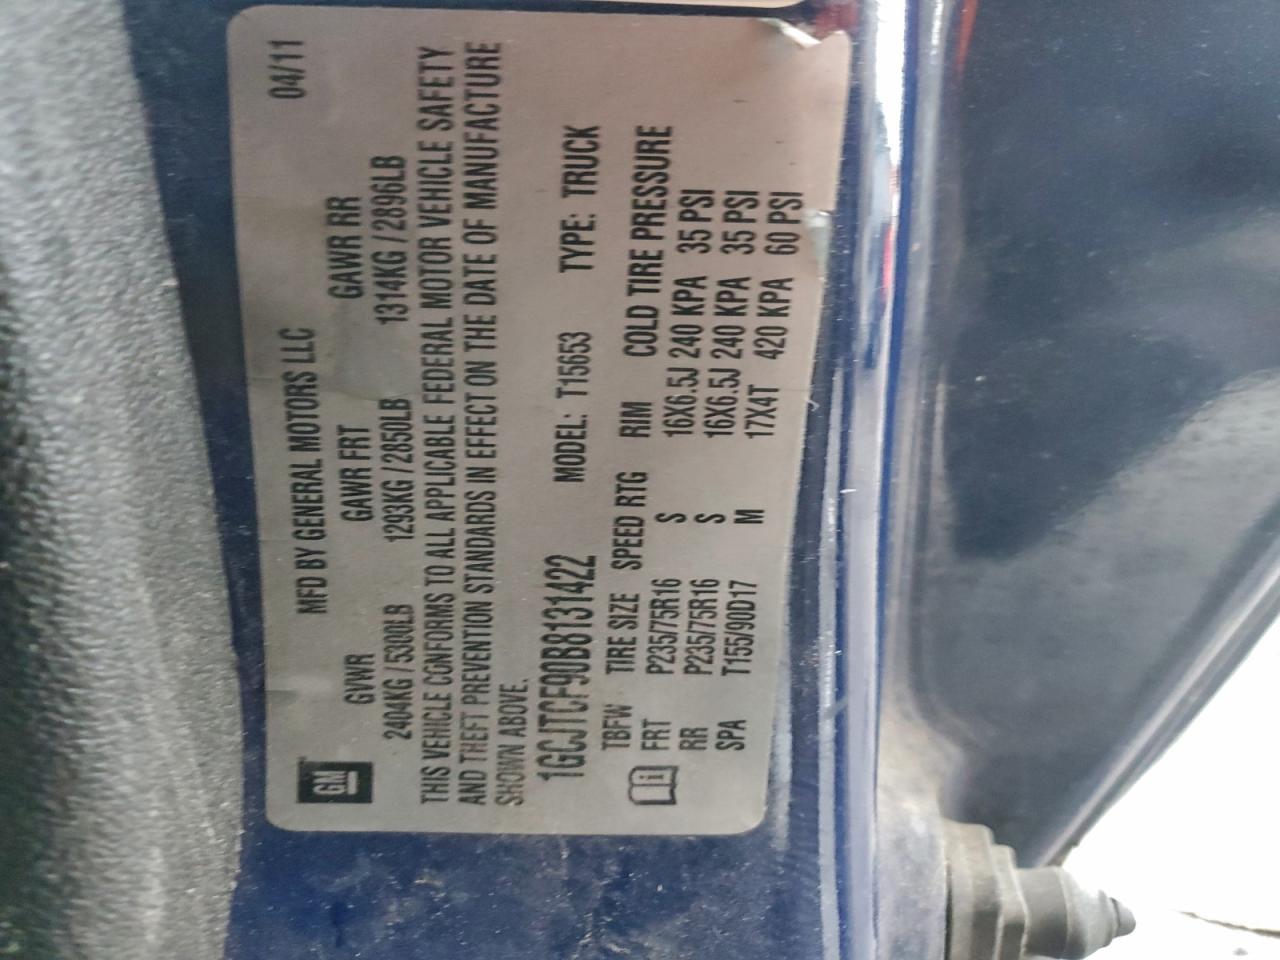 GM
MFD BY GENERAL MOTORS LLC 04/11
GVWR GAWR FRT GAWR RR
2404KG / 5300LB 1293KG / 2850LB 1314KG / 2896LB
THIS VEHICLE CONFORMS TO ALL APPLICABLE FEDERAL MOTOR VEHICLE SAFETY
AND THEFT PREVENTION STANDARDS IN EFFECT ON THE DATE OF MANUFACTURE
SHOWN ABOVE.
1GCJTCF90B8131422 MODEL: T15653 TYPE: TRUCK
TBFW TIRE SIZE SPEED RTG RIM COLD TIRE PRESSURE
FRT P235/75R16 S 16X6.5J 240 KPA 35 PSI
RR P235/75R16 S 16X6.5J 240 KPA 35 PSI
SPA T155/90D17 M 17X4T 420 KPA 60 PSI